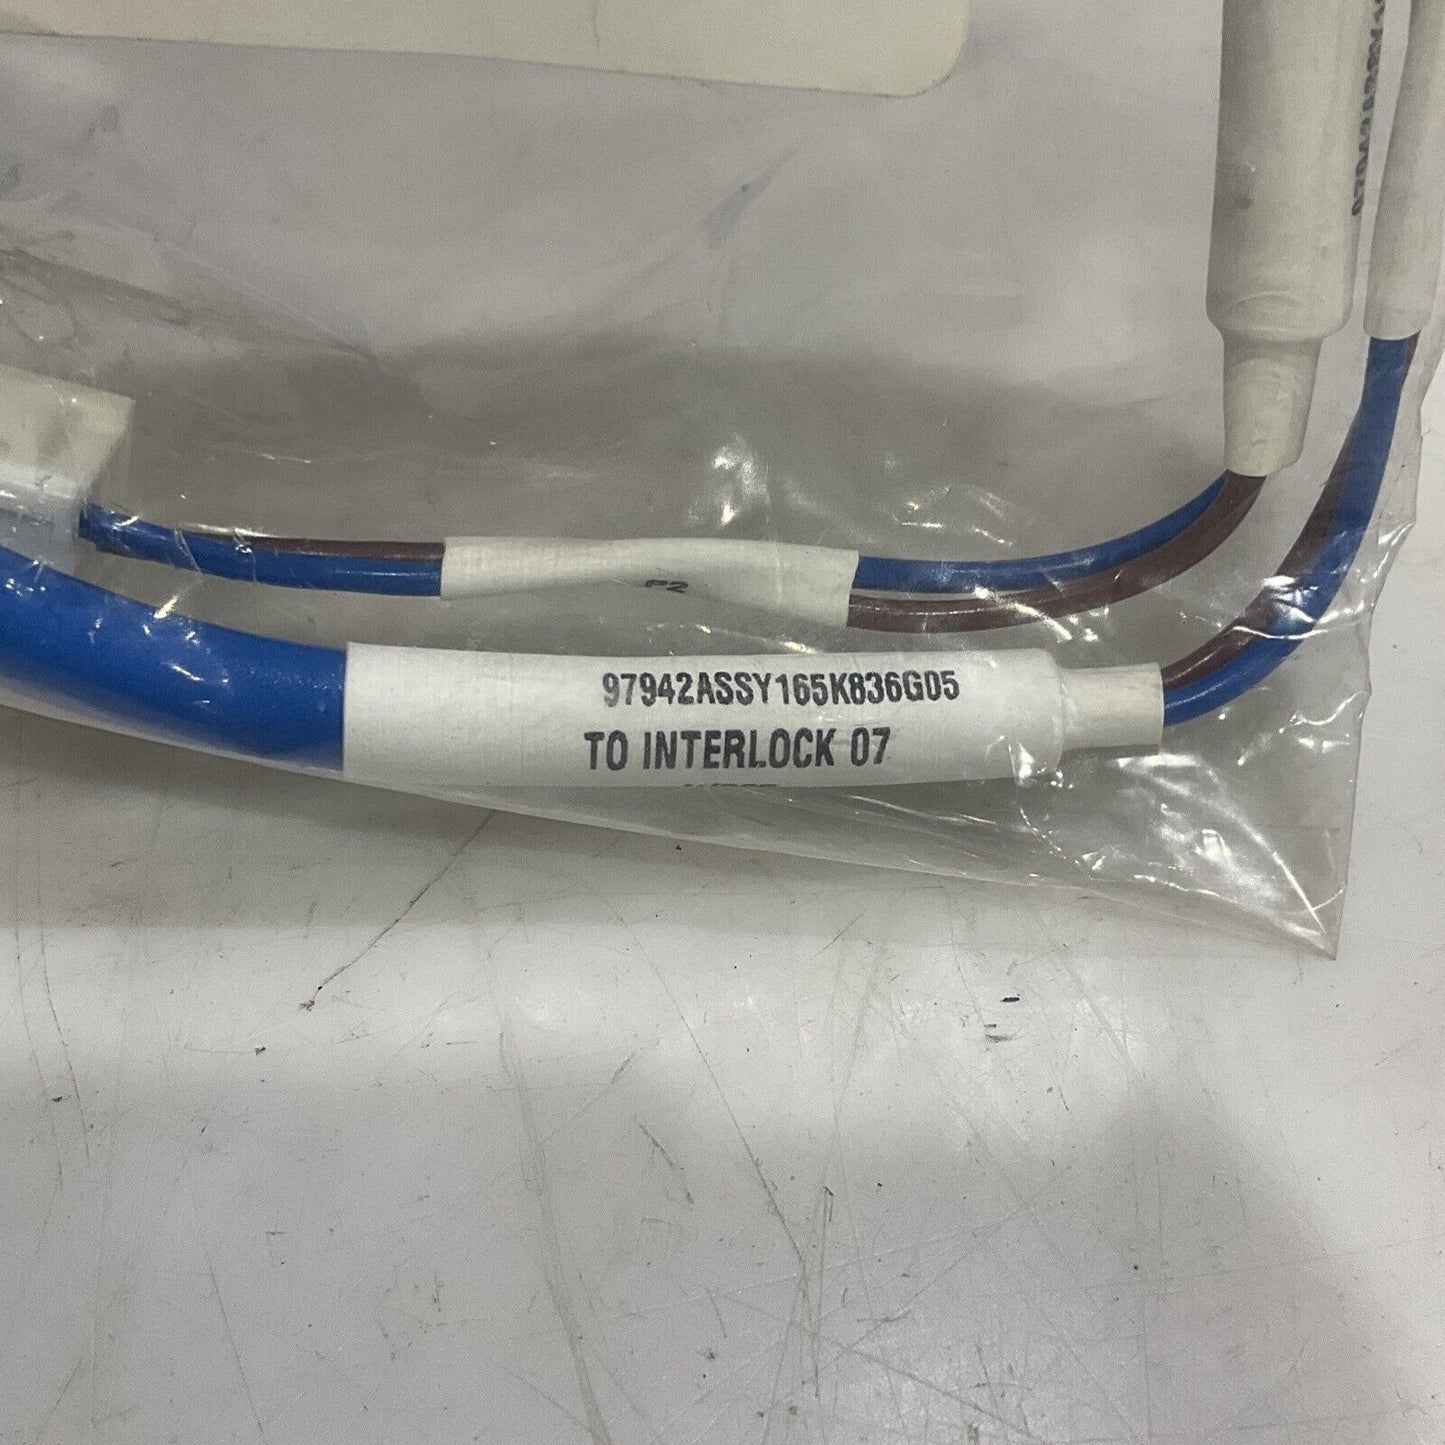 P2
97942ASSY165K836G05
TO INTERLOCK 07